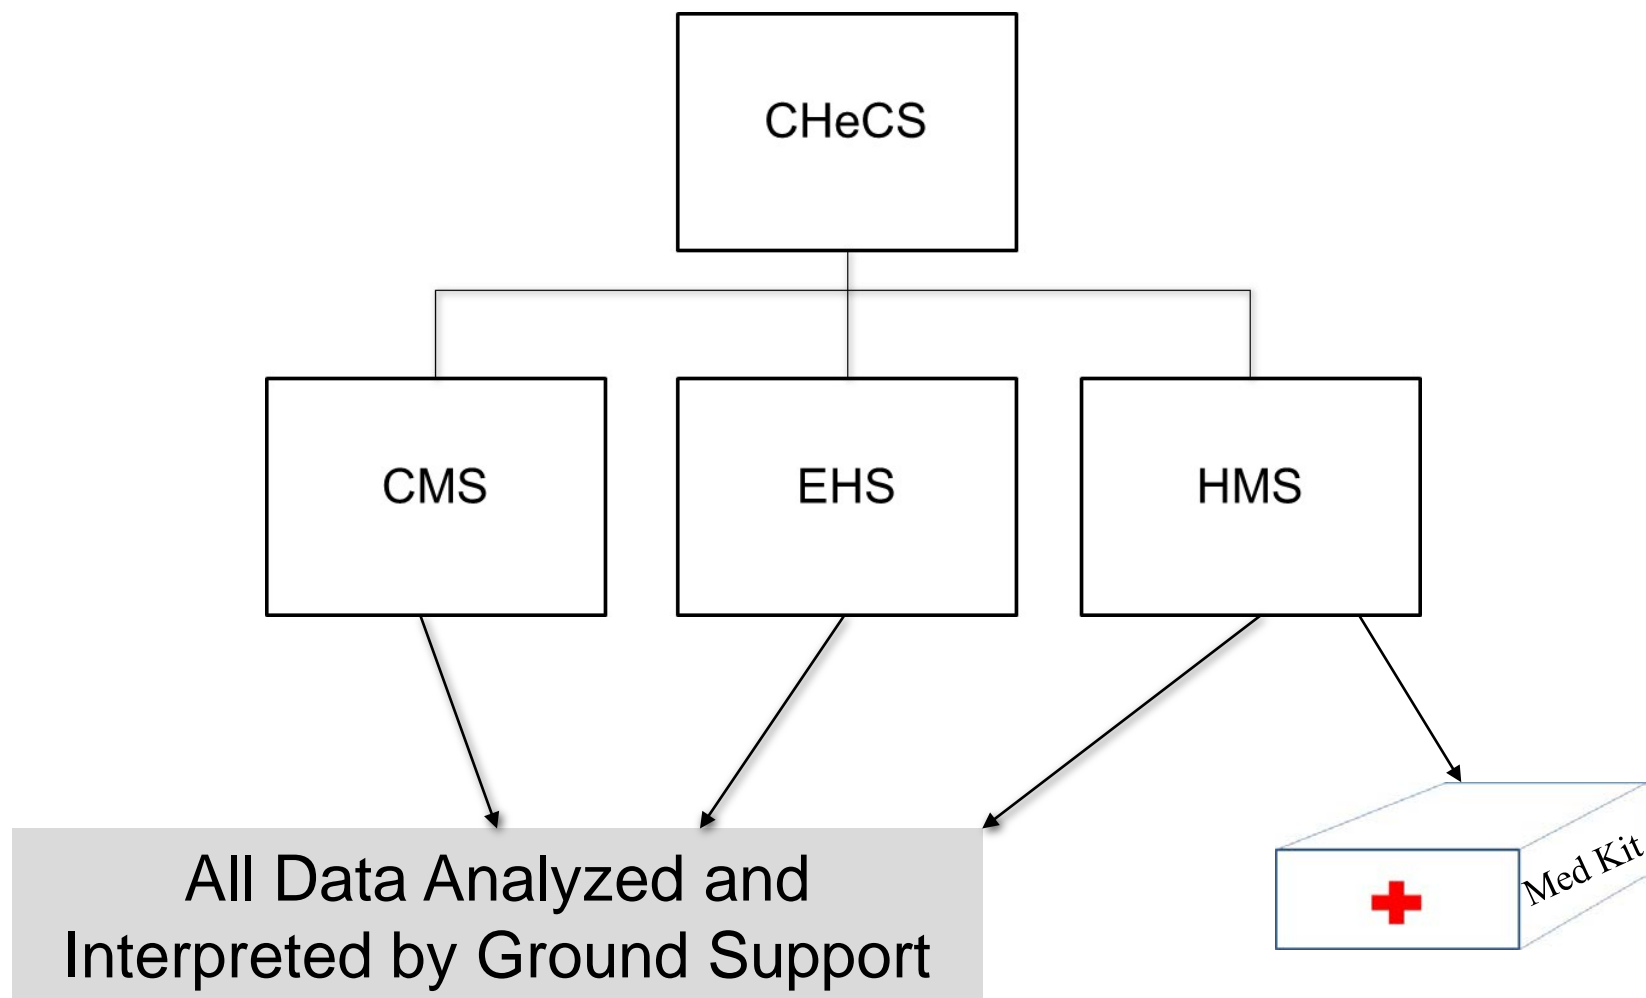 CHeCS
CMS
EHS
HMS
All Data Analyzed and
Interpreted by Ground Support
Med Kit